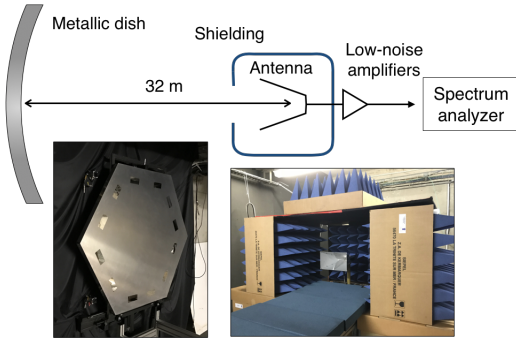 Metallic dish
Shielding
Low-noise
amplifiers
Antenna
32 m
Spectrum
analyzer